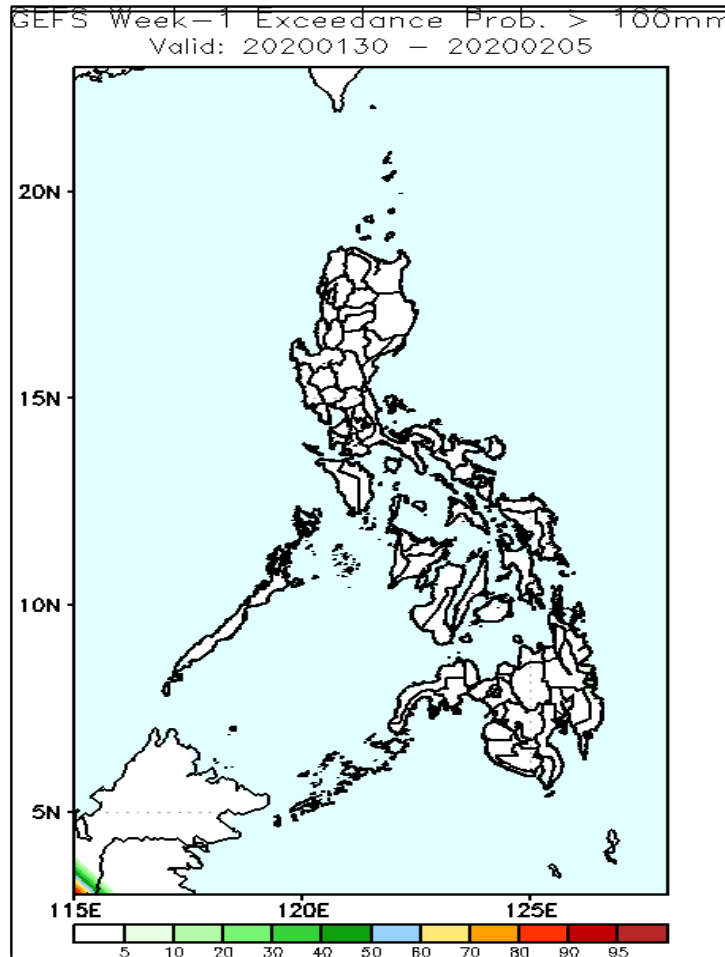 GEFS Week-1 Exceedance Prob. > 100mm
Valid: 20200130 - 20200205
20N
15N
10N
5N
115E 120E 125E
5 10 20 30 40 50 60 70 80 90 95